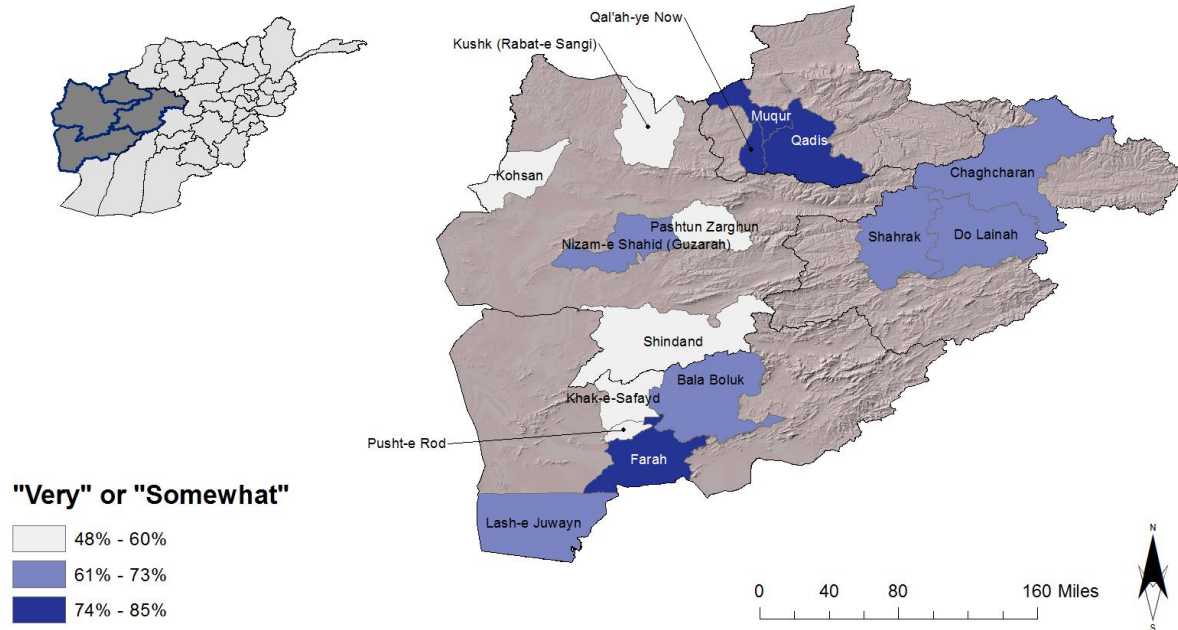 Qal'ah-ye Now
Kushk (Rabat-e Sangi)
Muqur
Qadis
Kohsan
Chaghcharan
Pashtun Zarghun
Nizam-e Shahid (Guzarah)
Shahrak
Do Lainah
Shindand
Bala Boluk
Khak-e-Safayd
Pusht-e Rod
Farah
Lash-e Juwayn
"Very" or "Somewhat"
48% - 60%
61% - 73%
74% - 85%
0 40 80 160 Miles
N
S